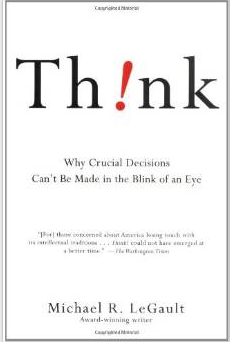 Th!nk
Why Crucial Decisions
Can't Be Made in the Blink of an Eye
"[For] those concerned about America losing touch with
its intellectual traditions . . . Think! could not have emerged at
a better time." —The Washington Times
Michael R. LeGault
Award-winning writer